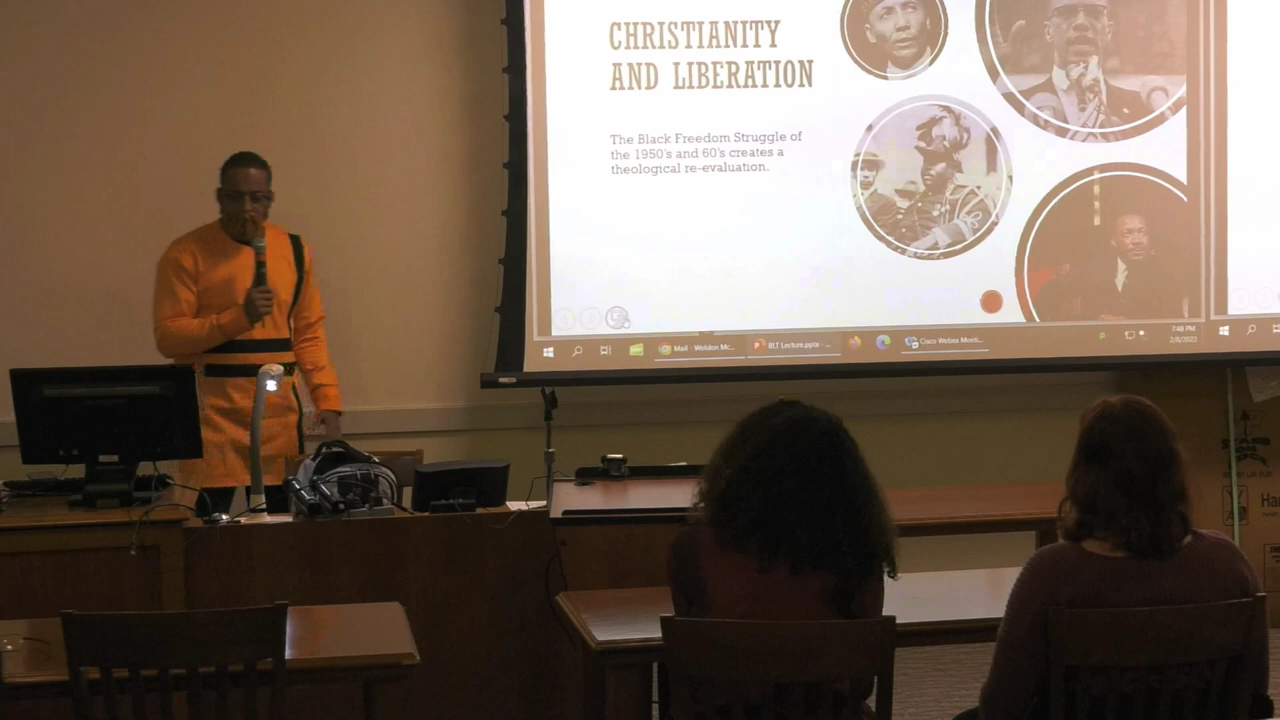 CHRISTIANITY
AND LIBERATION
The Black Freedom Struggle of
the 1950's and 60's creates a
theological re-evaluation.
Mail - Weldon Mc...
BLT Lecture.pptx - ...
Cisco Webex Meeti...
7:48 PM
2/8/2022